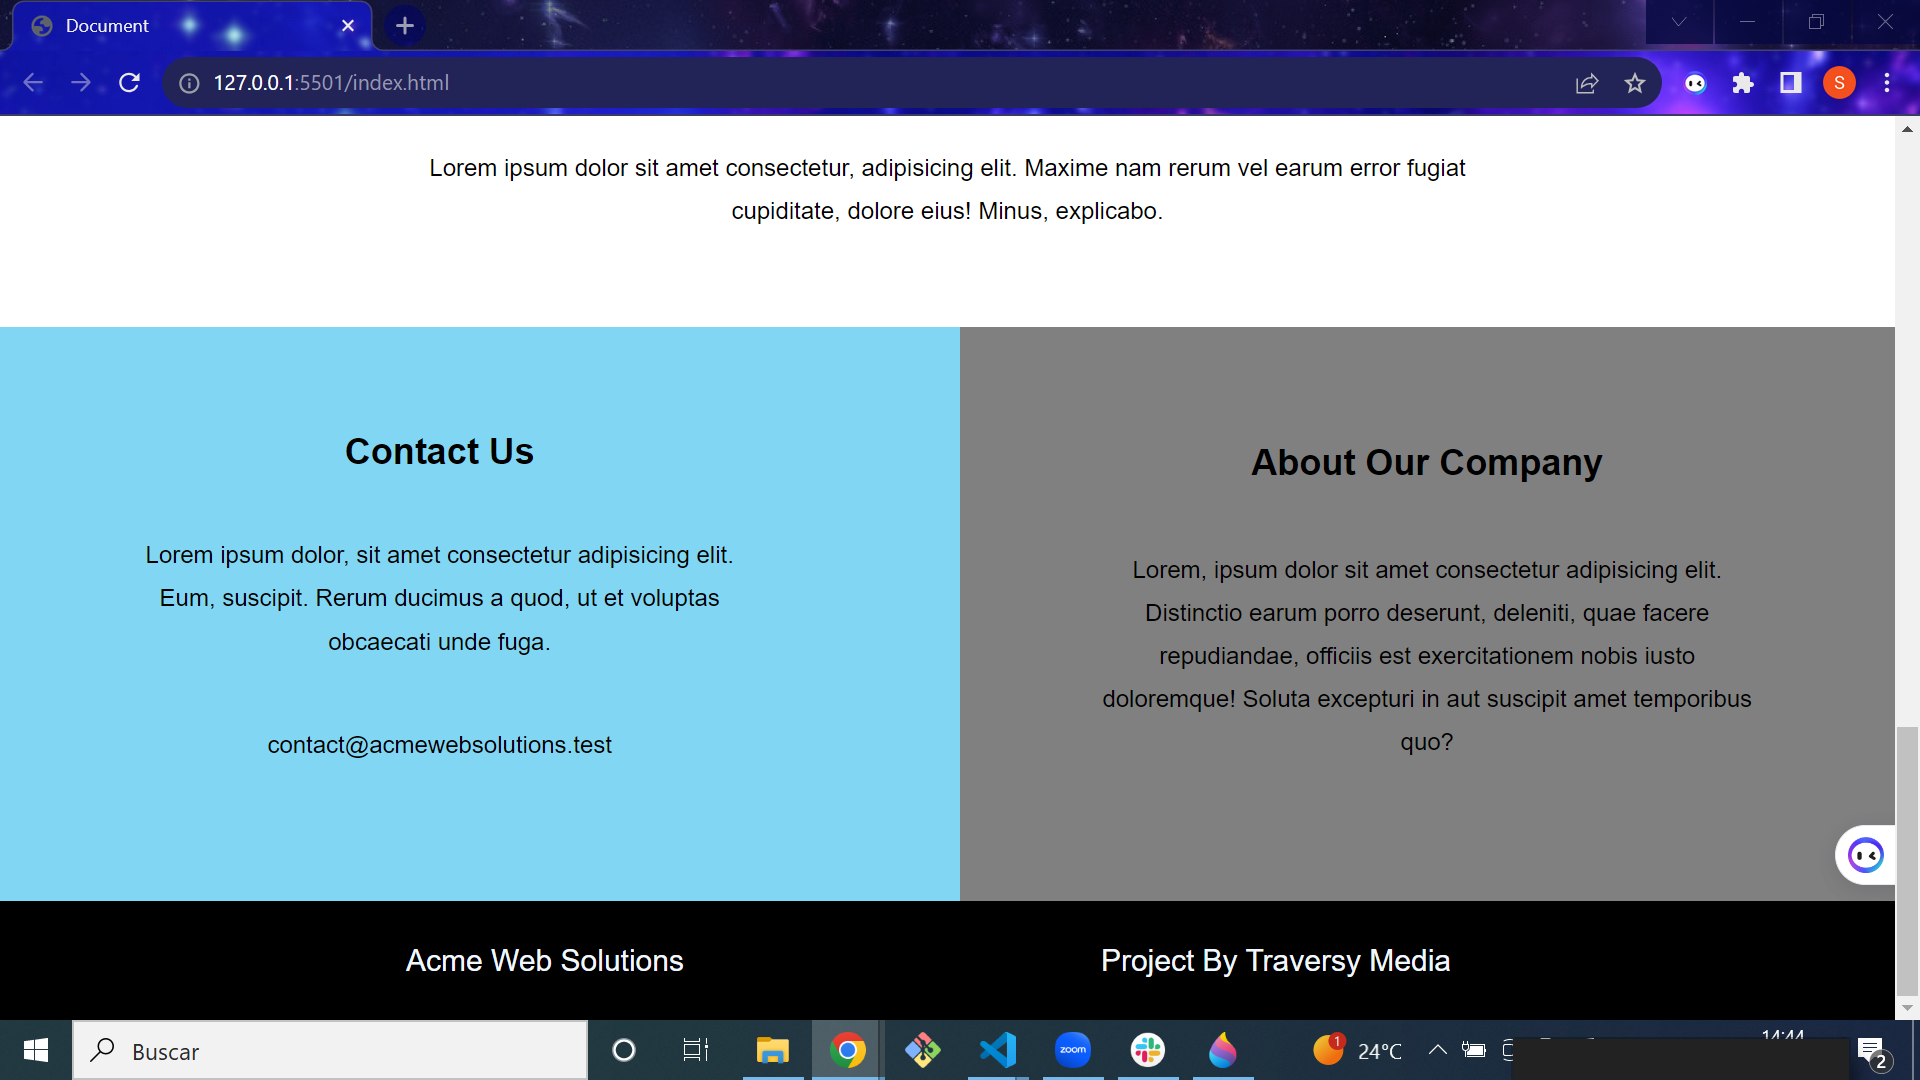 Document
127.0.0.1:5501/index.html
S
Lorem ipsum dolor sit amet consectetur, adipisicing elit. Maxime nam rerum vel earum error fugiat
cupiditate, dolore eius! Minus, explicabo.
Contact Us
Lorem ipsum dolor, sit amet consectetur adipisicing elit.
Eum, suscipit. Rerum ducimus a quod, ut et voluptas
obcaecati unde fuga.
contact@acmewebsolutions.test
About Our Company
Lorem, ipsum dolor sit amet consectetur adipisicing elit.
Distinctio earum porro deserunt, deleniti, quae facere
repudiandae, officiis est exercitationem nobis iusto
doloremque! Soluta excepturi in aut suscipit amet temporibus
quo?
Acme Web Solutions
Project By Traversy Media
Buscar
zoom
1
24°C
14:44
2